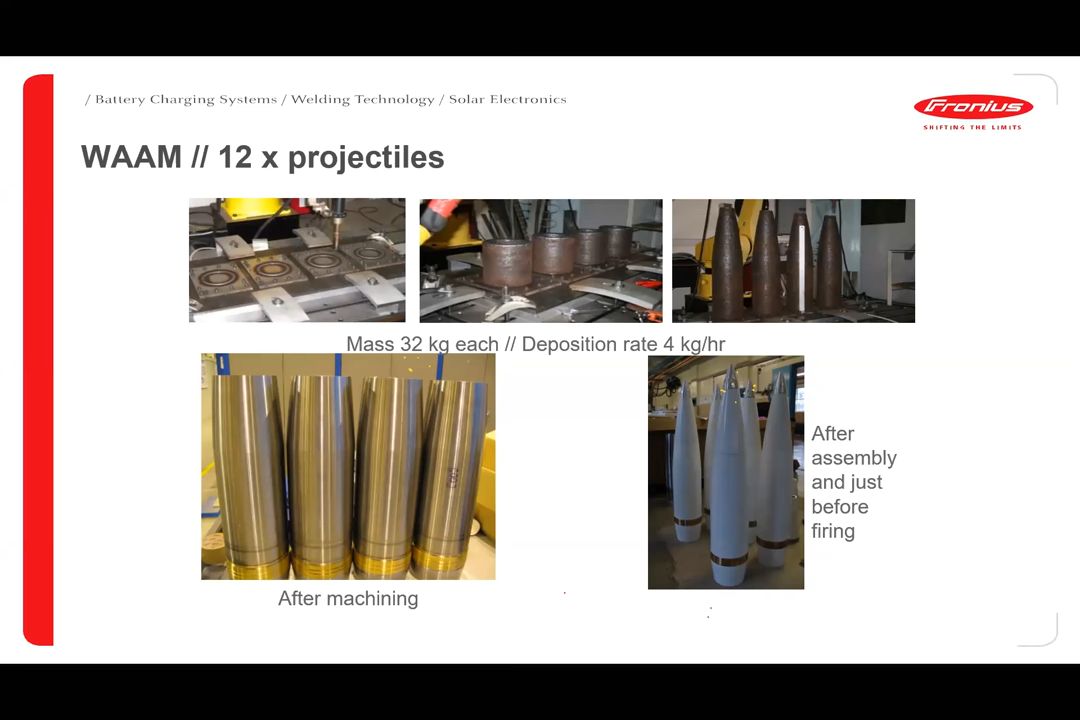 / Battery Charging Systems / Welding Technology / Solar Electronics
Fronius
SHIFTING THE LIMITS
WAAM // 12 x projectiles
Mass 32 kg each // Deposition rate 4 kg/hr
After
assembly
and just
before
firing
After machining